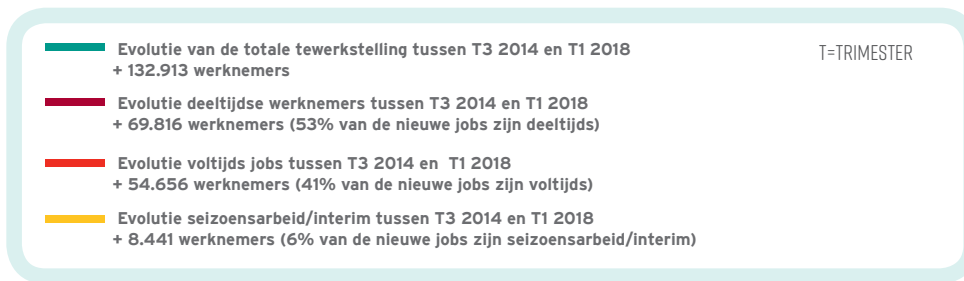 Evolutie van de totale tewerkstelling tussen T3 2014 en T1 2018
+ 132.913 werknemers
T=TRIMESTER
Evolutie deeltijdse werknemers tussen T3 2014 en T1 2018
+ 69.816 werknemers (53% van de nieuwe jobs zijn deeltijds)
Evolutie voltijds jobs tussen T3 2014 en T1 2018
+ 54.656 werknemers (41% van de nieuwe jobs zijn voltijds)
Evolutie seizoensarbeid/interim tussen T3 2014 en T1 2018
+ 8.441 werknemers (6% van de nieuwe jobs zijn seizoensarbeid/interim)